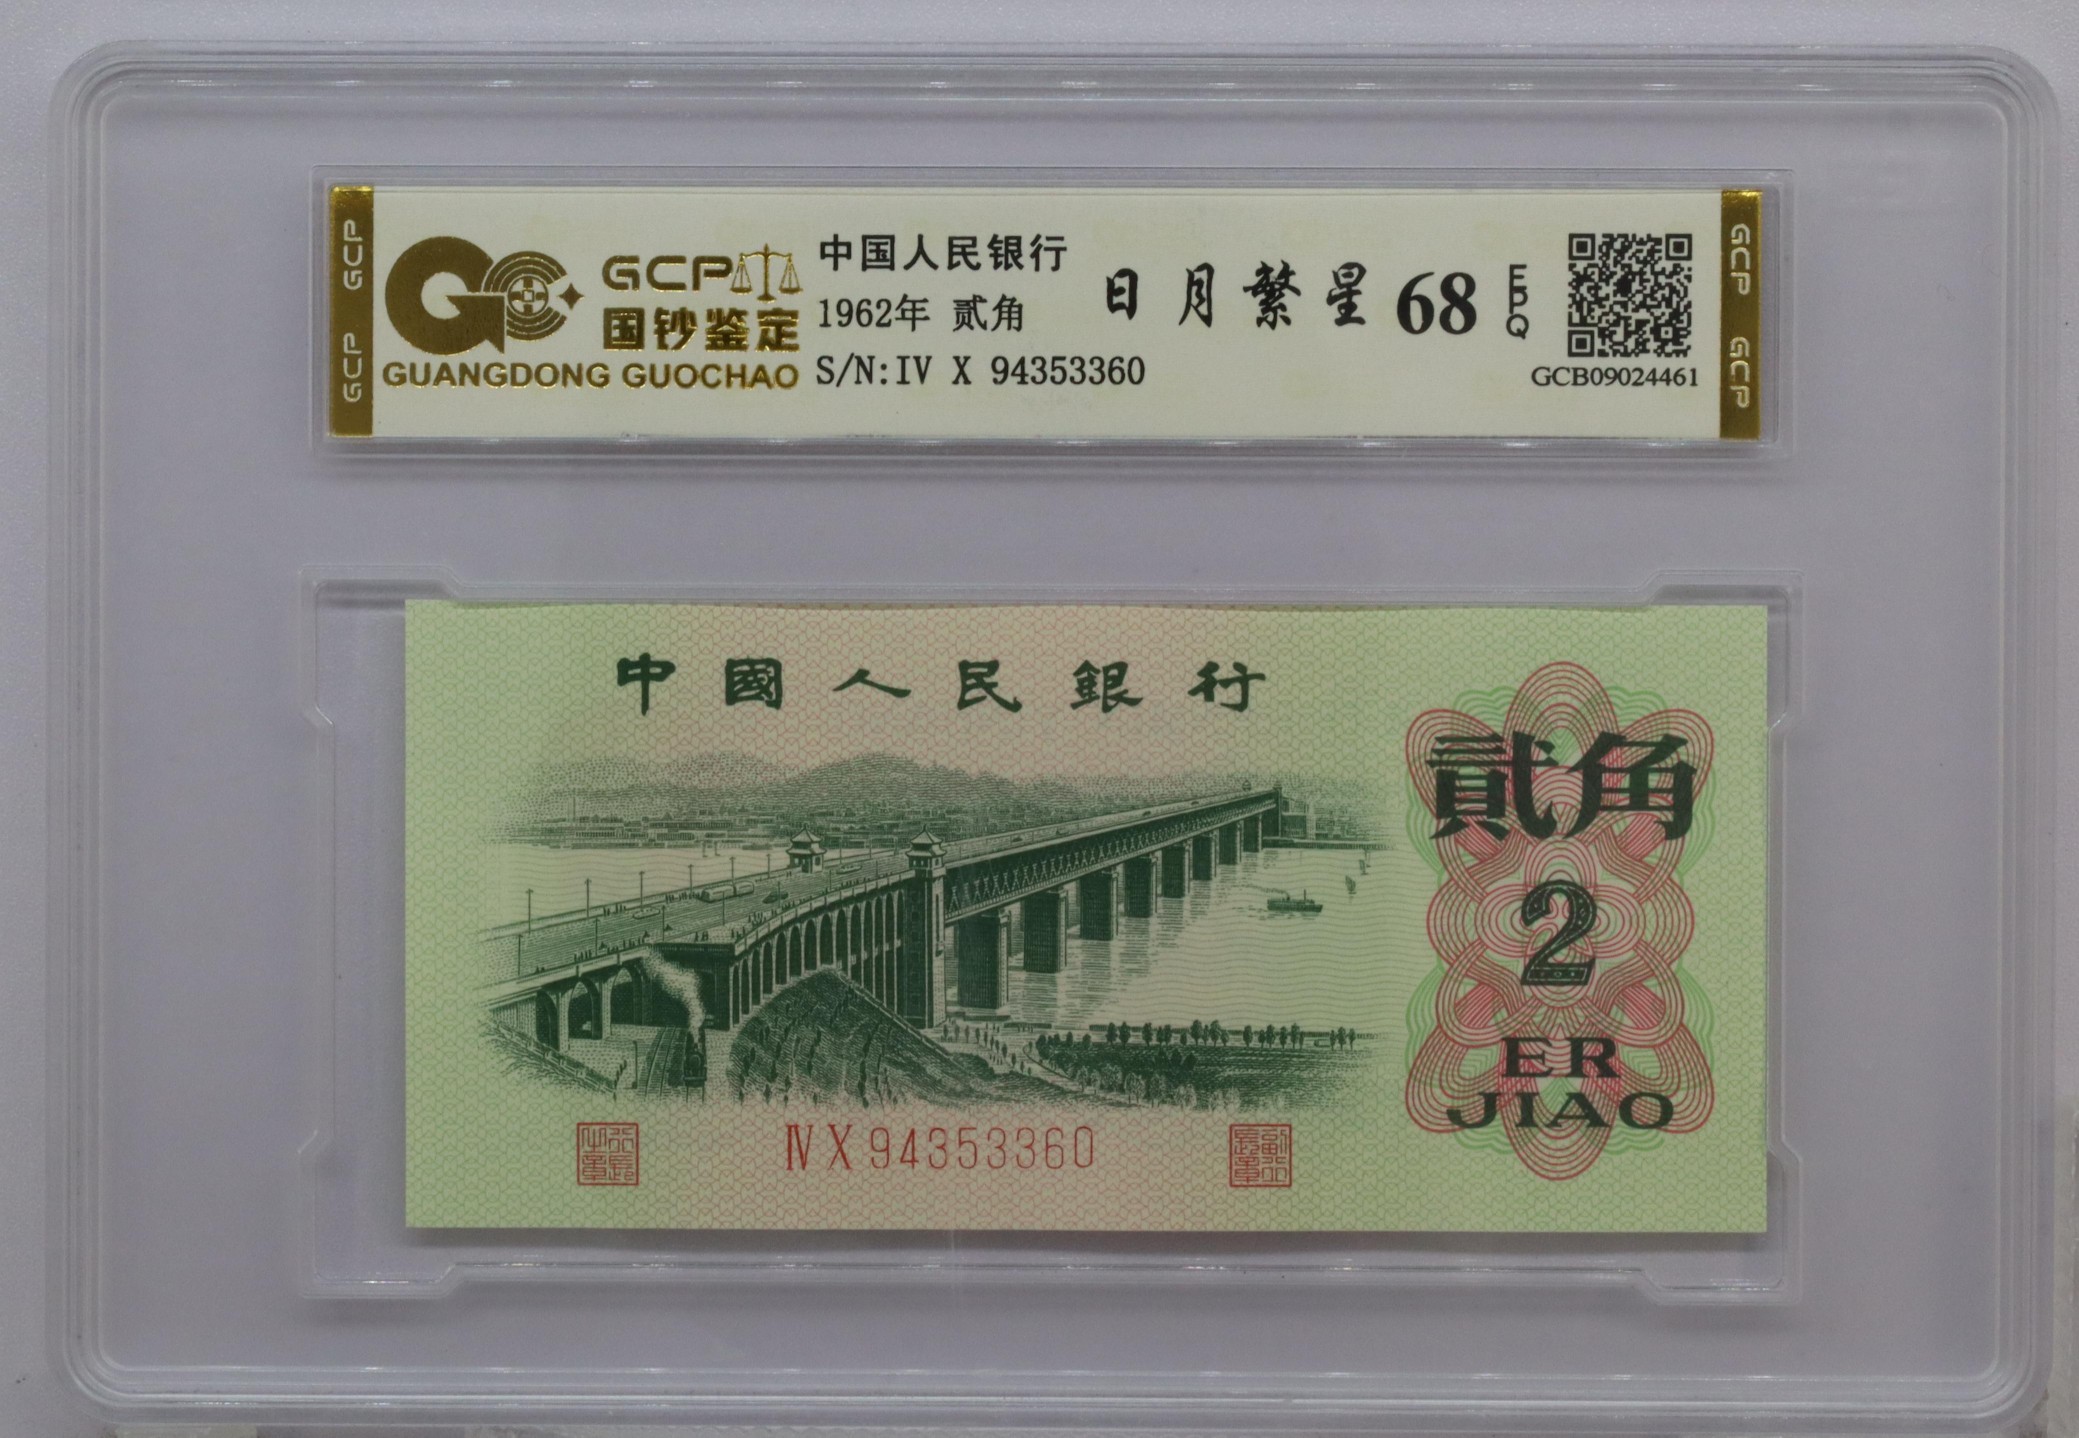 GCP GCP
GCP
国钞鉴定
GUANGDONG GUOCHAO
中国人民银行
1962年 贰角
S/N:IV X 94353360
日月繁星 68 EPQ
GCB09024461
GCP GCP
中國人民銀行
貳角
2
ER
JIAO
ⅣX94353360